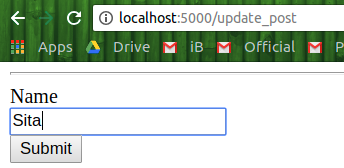 localhost:5000/update_post
Apps Drive iB Official P
Name
Sita
Submit